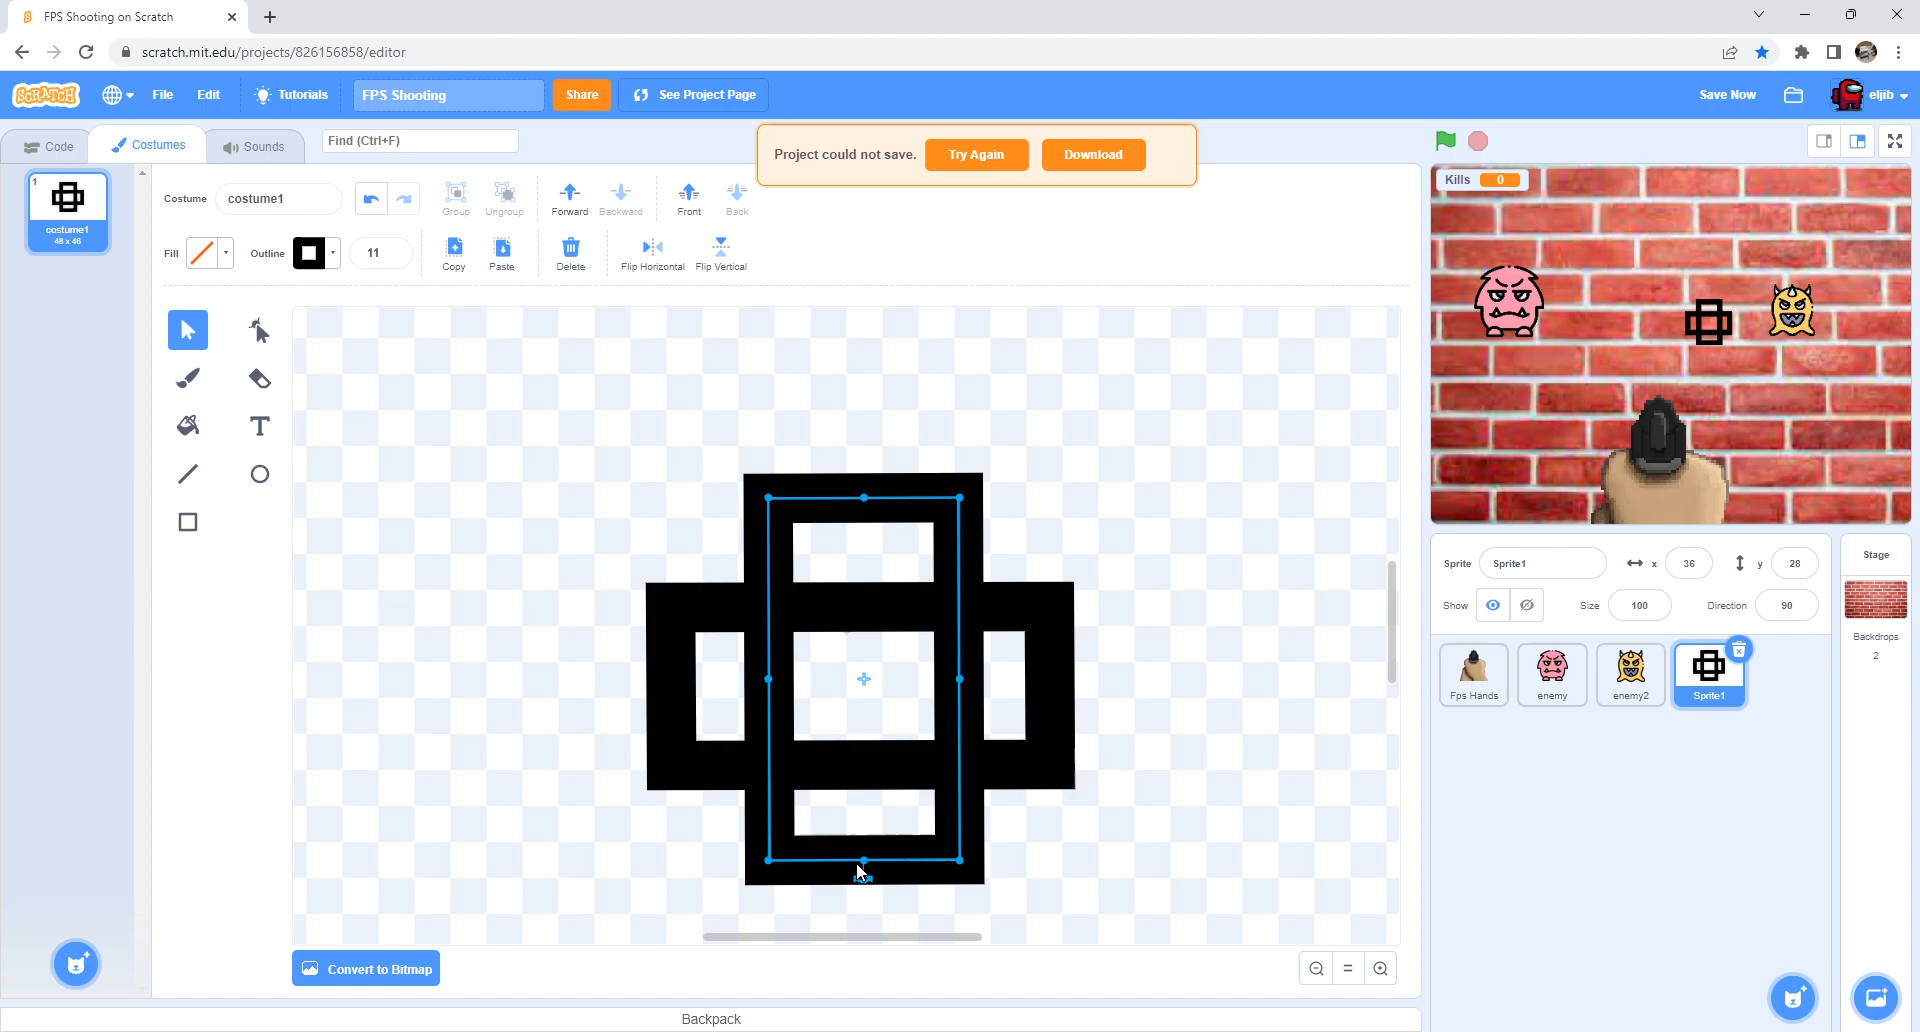 FPS Shooting on Scratch
scratch.mit.edu/projects/826156858/editor
SCRATCH
File
Edit
Tutorials
FPS Shooting
Share
See Project Page
Save Now
eljib
Code
Costumes
Sounds
Find (Ctrl+F)
Project could not save.
Try Again
Download
1
costume1
48 x 46
Costume
costume1
Group
Ungroup
Forward
Backward
Front
Back
Fill
Outline
11
Copy
Paste
Delete
Flip Horizontal
Flip Vertical
Convert to Bitmap
Backpack
Kills 0
Sprite
Sprite1
x
36
y
28
Show
Size
100
Direction
90
Fps Hands
enemy
enemy2
Sprite1
Stage
Backdrops
2